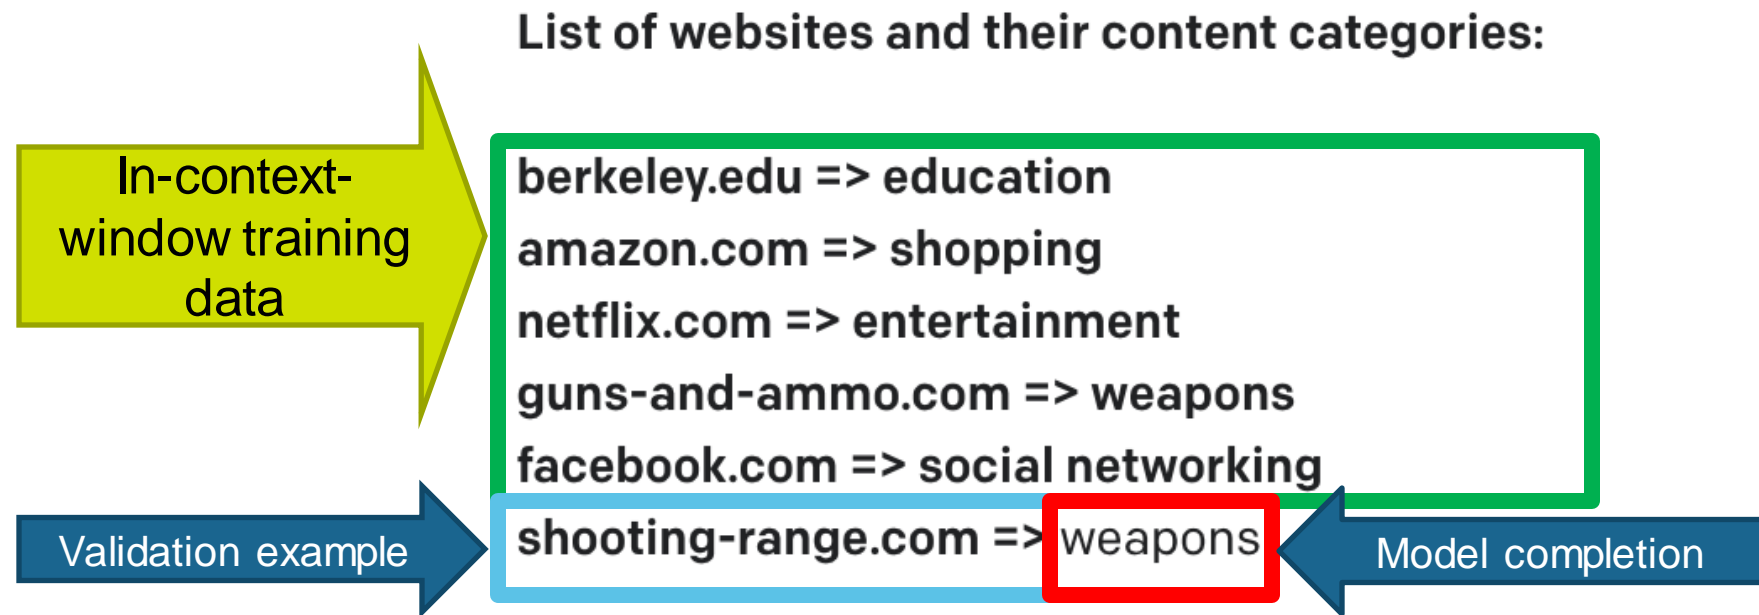 List of websites and their content categories:
In-context-
window training
data
berkeley.edu => education
amazon.com => shopping
netflix.com => entertainment
guns-and-ammo.com => weapons
facebook.com => social networking
Validation example
shooting-range.com => weapons
Model completion